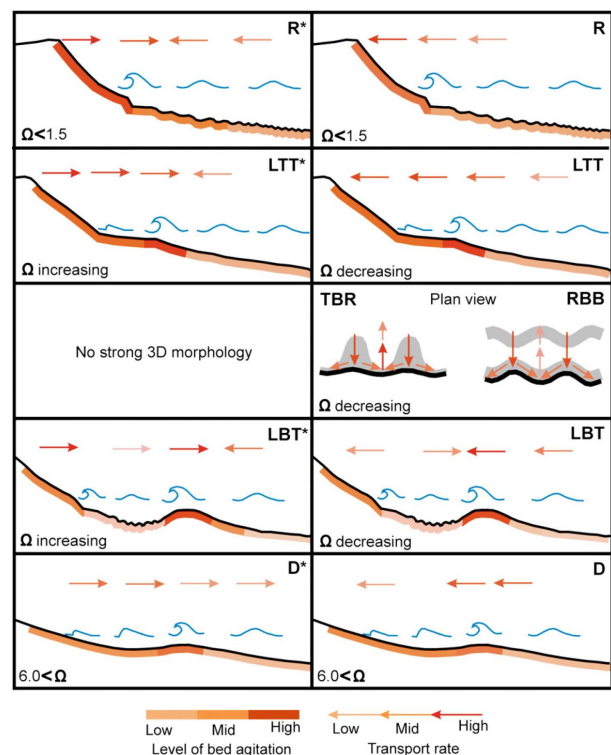 R*
Ω<1.5
R
Ω<1.5
LTT*
Ω increasing
LTT
Ω decreasing
No strong 3D morphology
TBR Plan view RBB
Ω decreasing
LBT*
Ω increasing
LBT
Ω decreasing
D*
6.0<Ω
D
6.0<Ω
Low Mid High
Level of bed agitation
Low Mid High
Transport rate